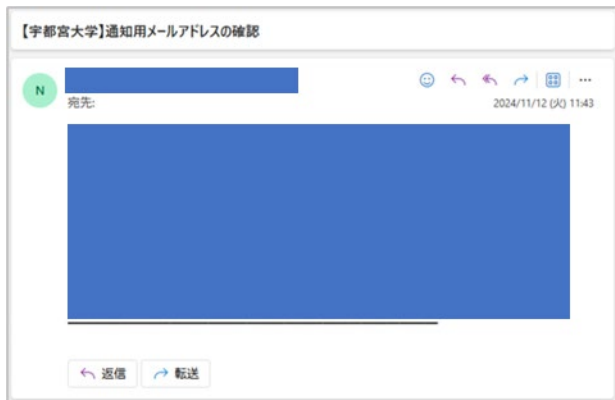 【宇都宮大学】通知用メールアドレスの確認
N
宛先:
2024/11/12 (火) 11:43
返信
転送